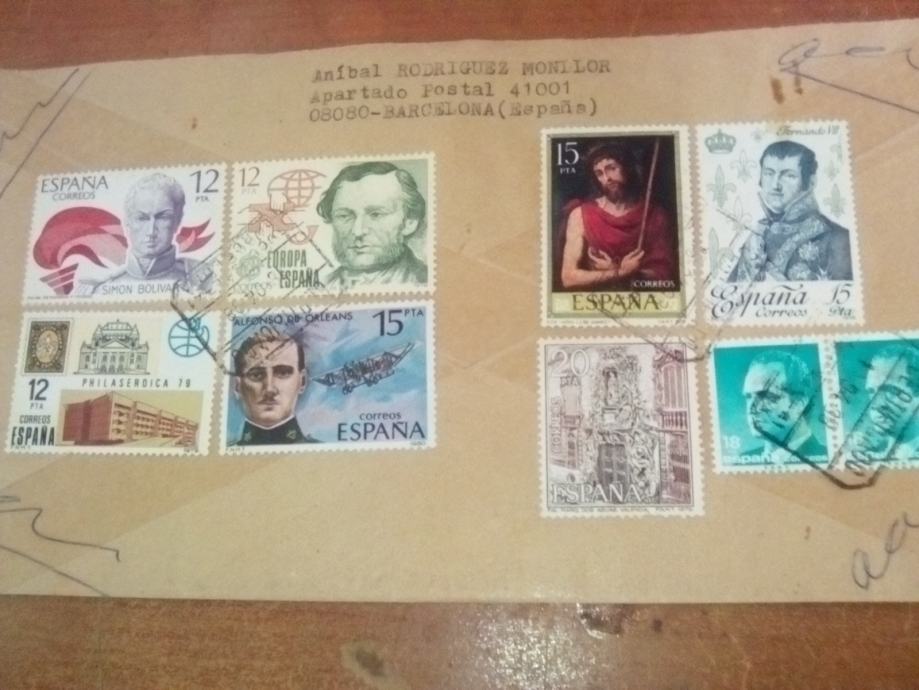 Aníbal RODRIGUEZ MONLLOR
Apartado Postal 41001
08080-BARCELONA(España)
ESPAÑA 12
CORREOS PTA
SIMON BOLIVAR
12
PTA
EUROPA
ESPAÑA
15
PTA
CORREOS
ESPAÑA
Fernando VII
España 15
Correos Pta.
PHILASERDICA 79
12
PTA
CORREOS
ESPAÑA
ALFONSO DE ORLEANS
15 PTA
correos
ESPAÑA
20
PTA
ESPAÑA
18
españa